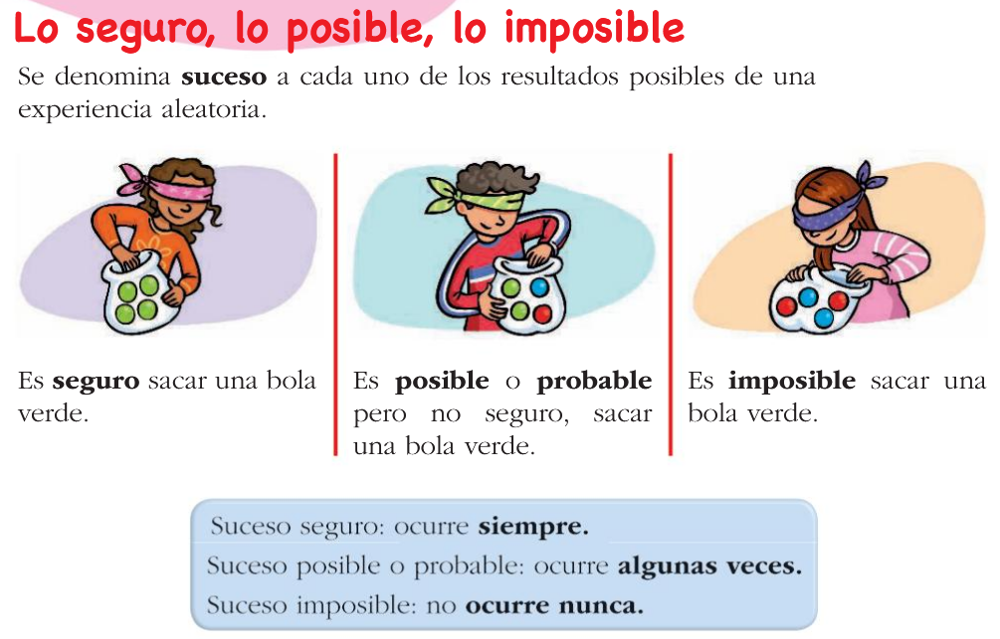 Lo seguro, lo posible, lo imposible
Se denomina suceso a cada uno de los resultados posibles de una
experiencia aleatoria.
Es seguro sacar una bola
verde.
Es posible o probable
pero no seguro, sacar
una bola verde.
Es imposible sacar una
bola verde.
Suceso seguro: ocurre siempre.
Suceso posible o probable: ocurre algunas veces.
Suceso imposible: no ocurre nunca.